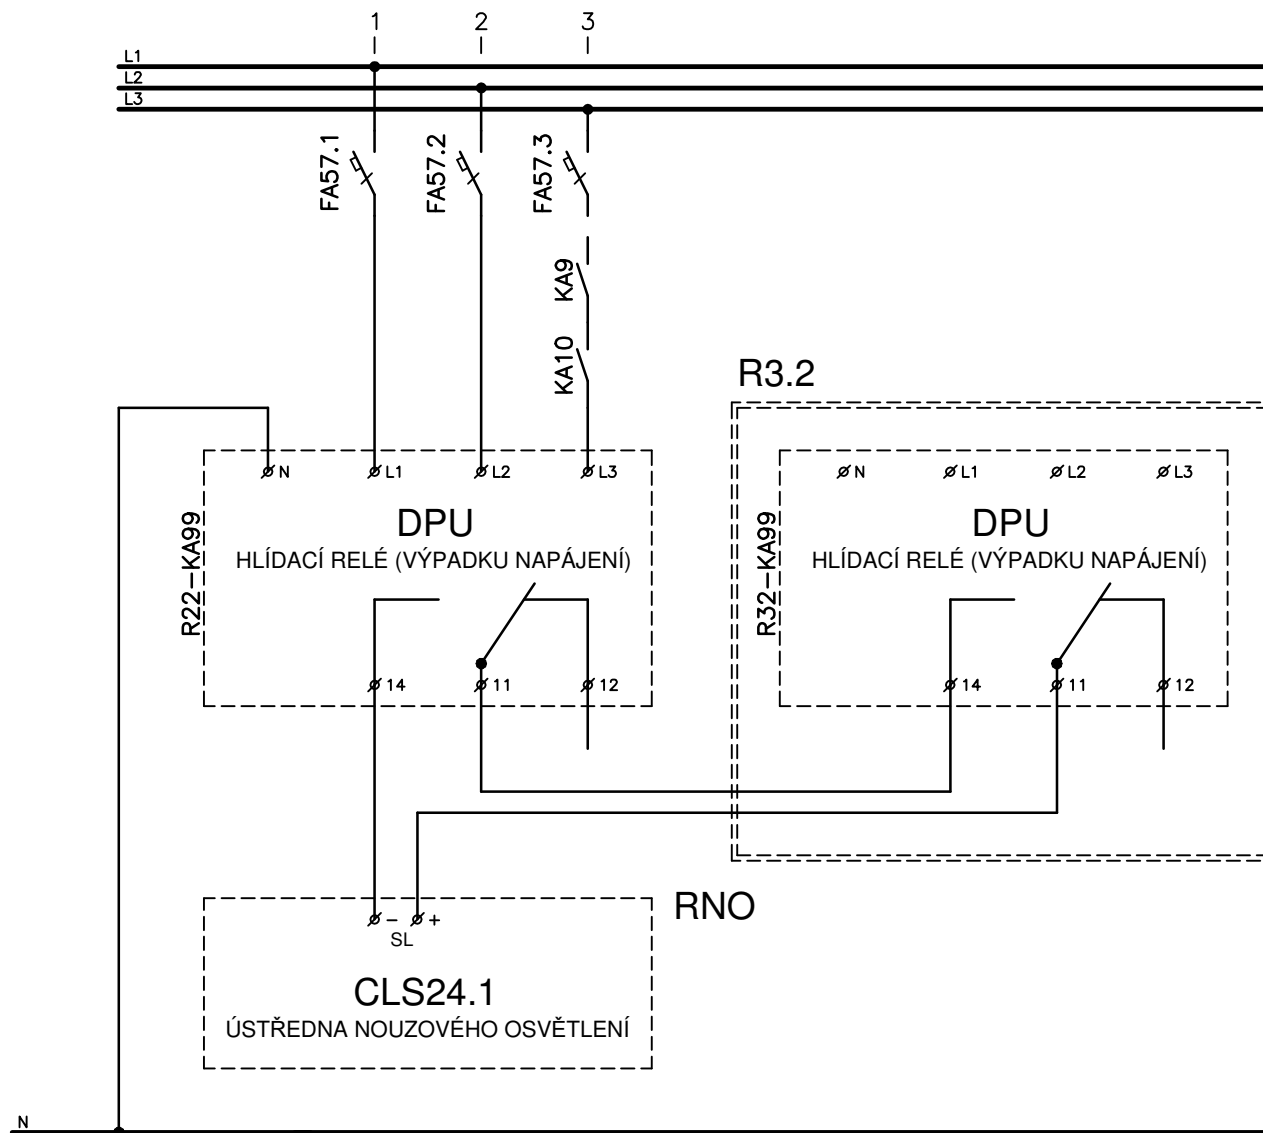 1 2 3
L1
L2
L3
FA57.1 FA57.2 FA57.3
KA9
KA10
R3.2
N L1 L2 L3
N L1 L2 L3
R22-KA99
DPU
HLÍDACÍ RELÉ (VÝPADKU NAPÁJENÍ)
14 11 12
R32-KA99
DPU
HLÍDACÍ RELÉ (VÝPADKU NAPÁJENÍ)
14 11 12
RNO
- +
SL
CLS24.1
ÚSTŘEDNA NOUZOVÉHO OSVĚTLENÍ
N